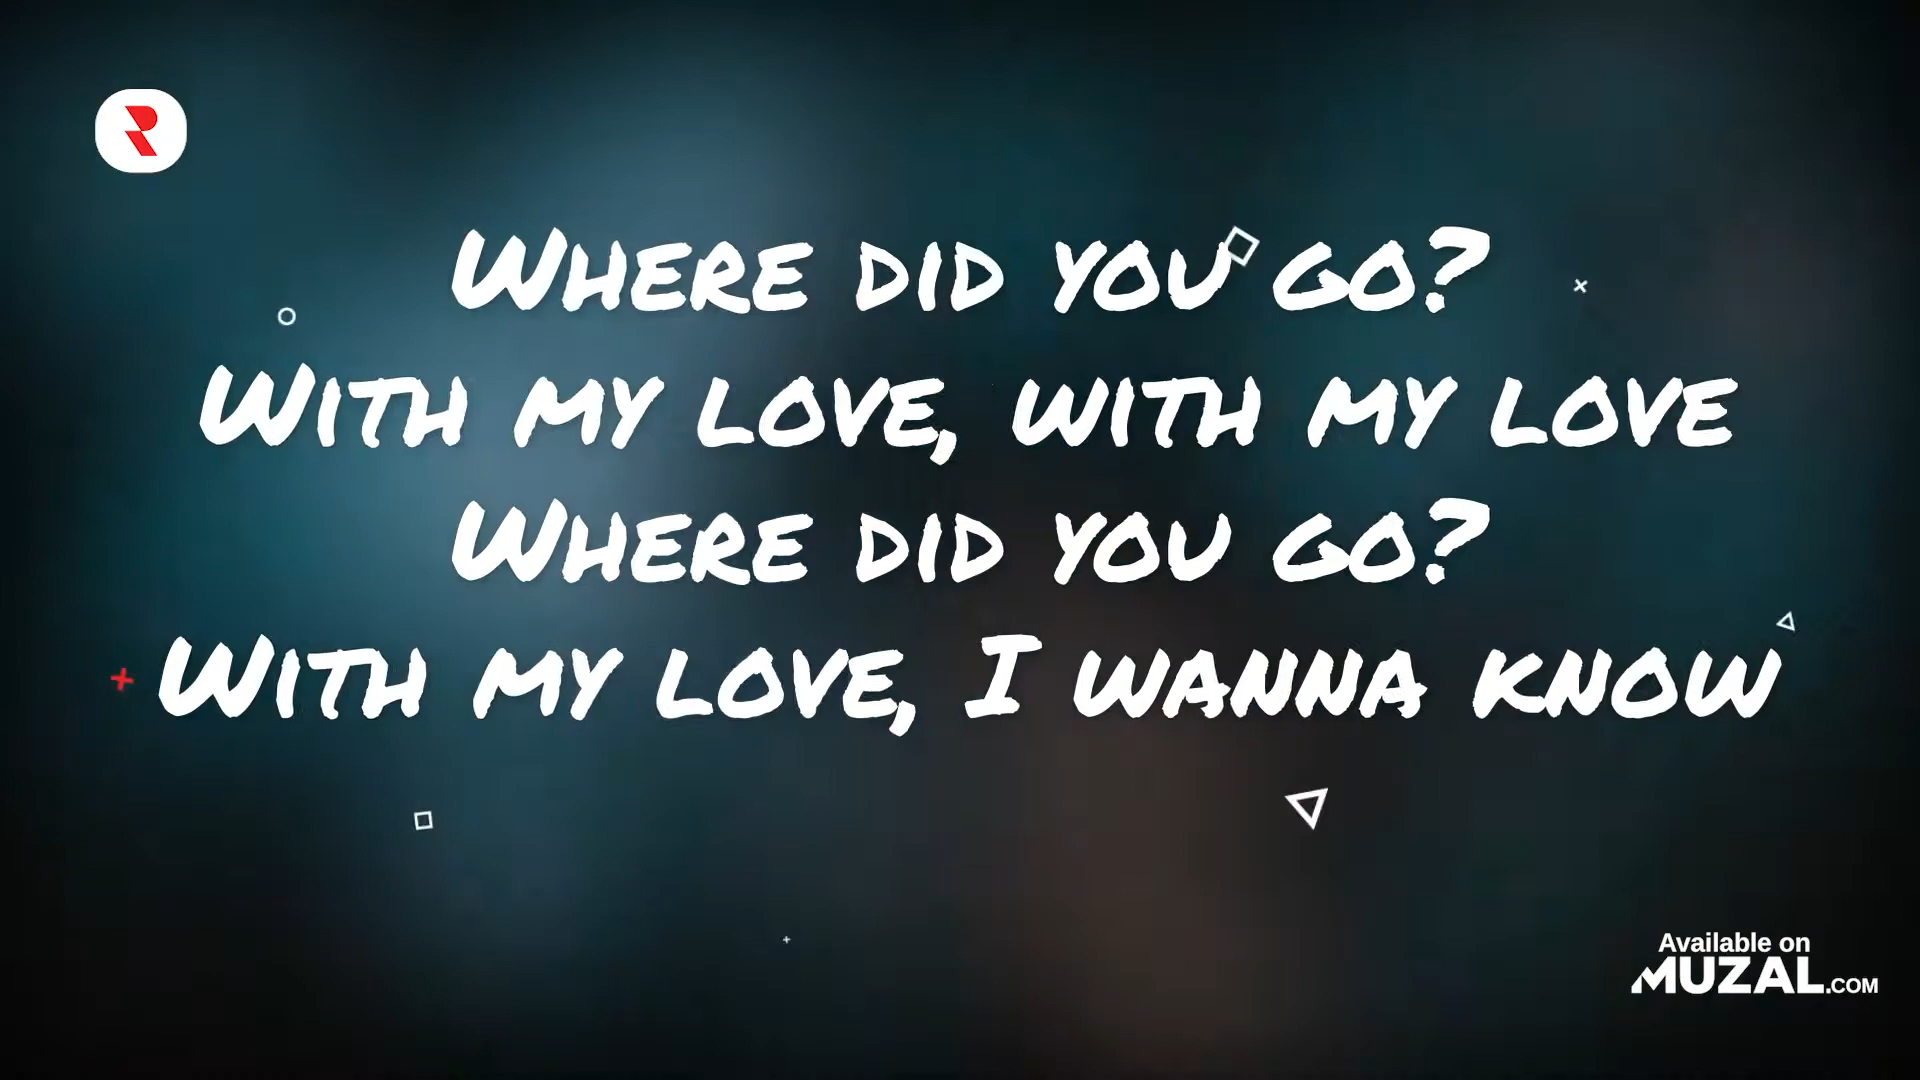 Where did you go?
With my love, with my love
Where did you go?
With my love, I wanna know
Available on
MUZAL.COM